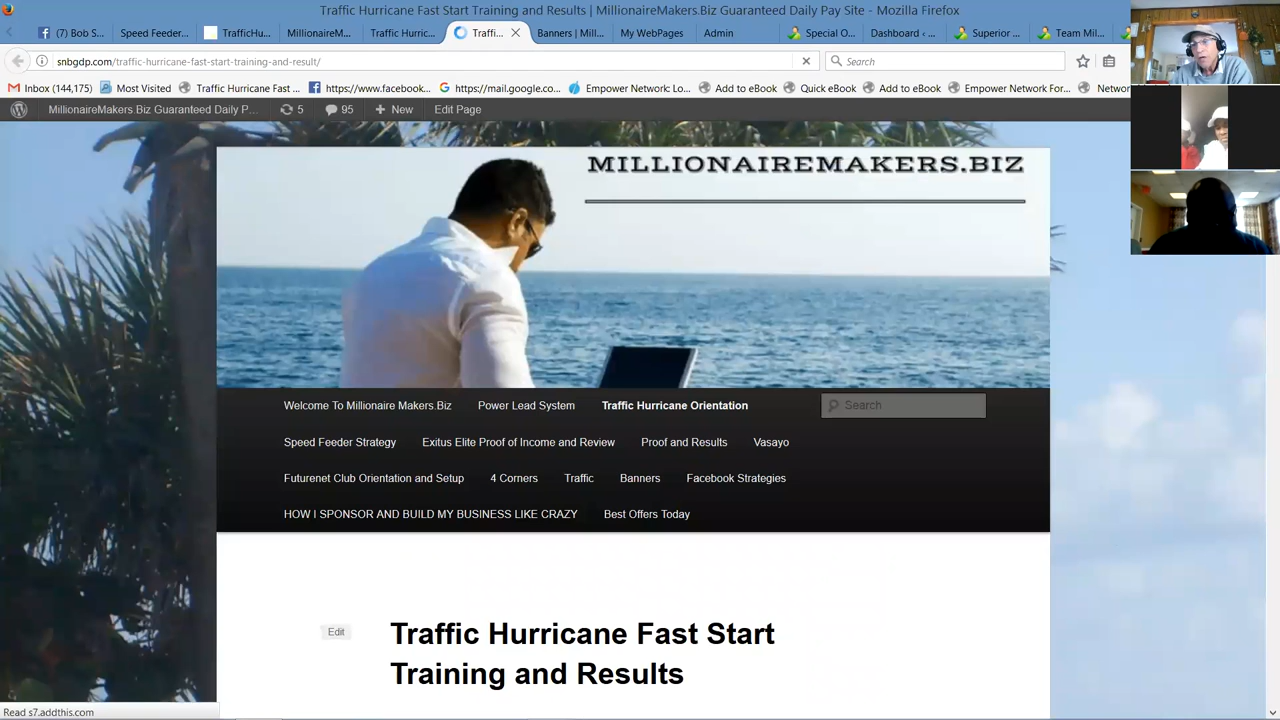 Traffic Hurricane Fast Start Training and Results | MillionaireMakers.Biz Guaranteed Daily Pay Site - Mozilla Firefox
(7) Bob S...
Speed Feeder...
TrafficHu...
MillionaireM...
Traffic Hurric...
Traffi...
Banners | Mill...
My WebPages
Admin
Special O...
Dashboard ‹ ...
Superior ...
Team Mil...
snbgdp.com/traffic-hurricane-fast-start-training-and-result/
Search
Inbox (144,175)
Most Visited
Traffic Hurricane Fast ...
https://www.facebook...
https://mail.google.co...
Empower Network: Lo...
Add to eBook
Quick eBook
Add to eBook
Empower Network For...
Network
MillionaireMakers.Biz Guaranteed Daily P...
5
95
New
Edit Page
MILLIONAIREMAKERS.BIZ
Welcome To Millionaire Makers.Biz
Power Lead System
Traffic Hurricane Orientation
Search
Speed Feeder Strategy
Exitus Elite Proof of Income and Review
Proof and Results
Vasayo
Futurenet Club Orientation and Setup
4 Corners
Traffic
Banners
Facebook Strategies
HOW I SPONSOR AND BUILD MY BUSINESS LIKE CRAZY
Best Offers Today
Edit
Traffic Hurricane Fast Start
Training and Results
Read s7.addthis.com